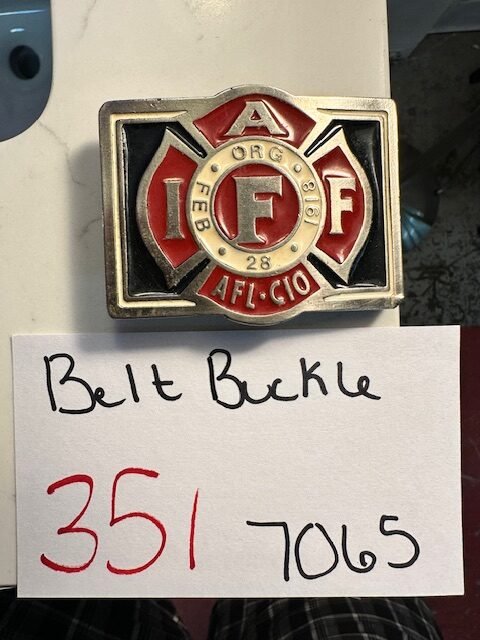 A
ORG
I FEB F 1918 F
28
AFL·CIO
Belt Buckle
351 7065